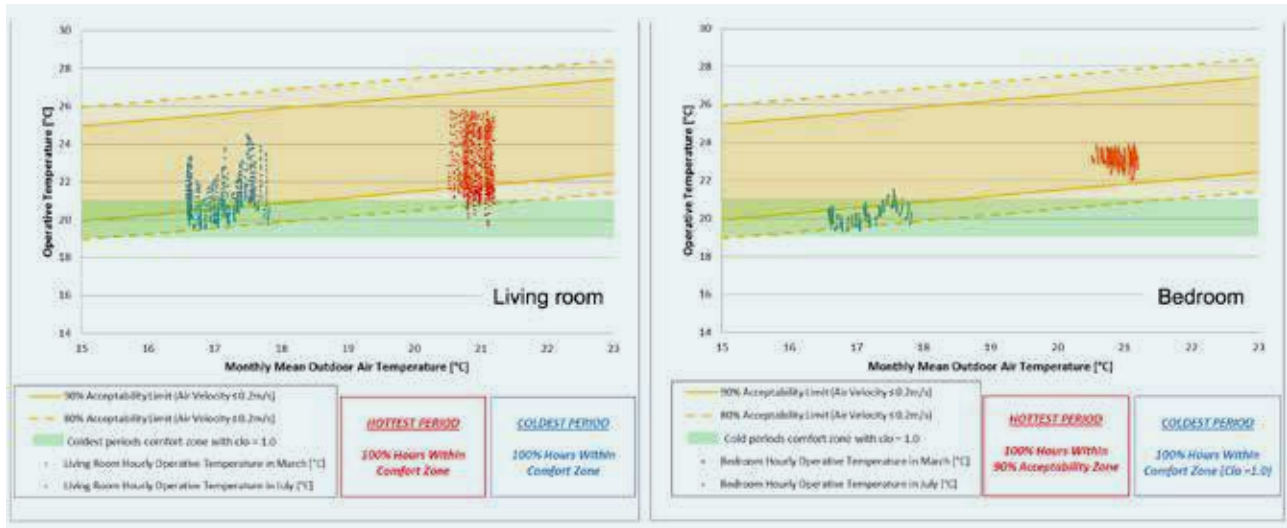 30
28
26
24
22
20
18
16
14
Operative Temperature [°C]
15 16 17 18 19 20 21 22 23
Monthly Mean Outdoor Air Temperature [°C]
Living room
90% Acceptability Limit (Air Velocity ≤ 0.2m/s)
80% Acceptability Limit (Air Velocity ≤ 0.2m/s)
Coldest periods comfort zone with clo = 1.0
Living Room Hourly Operative Temperature in March [°C]
Living Room Hourly Operative Temperature in July [°C]
HOTTEST PERIOD
100% Hours Within
Comfort Zone
COLDEST PERIOD
100% Hours Within
Comfort Zone
30
28
26
24
22
20
18
16
14
Operative Temperature [°C]
15 16 17 18 19 20 21 22 23
Monthly Mean Outdoor Air Temperature [°C]
Bedroom
90% Acceptability Limit (Air Velocity ≤ 0.2m/s)
80% Acceptability Limit (Air Velocity ≤ 0.2m/s)
Cold periods comfort zone with clo = 1.0
Bedroom Hourly Operative Temperature in March [°C]
Bedroom Hourly Operative Temperature in July [°C]
HOTTEST PERIOD
100% Hours Within
90% Acceptability Zone
COLDEST PERIOD
100% Hours Within
Comfort Zone (Clo =1.0)